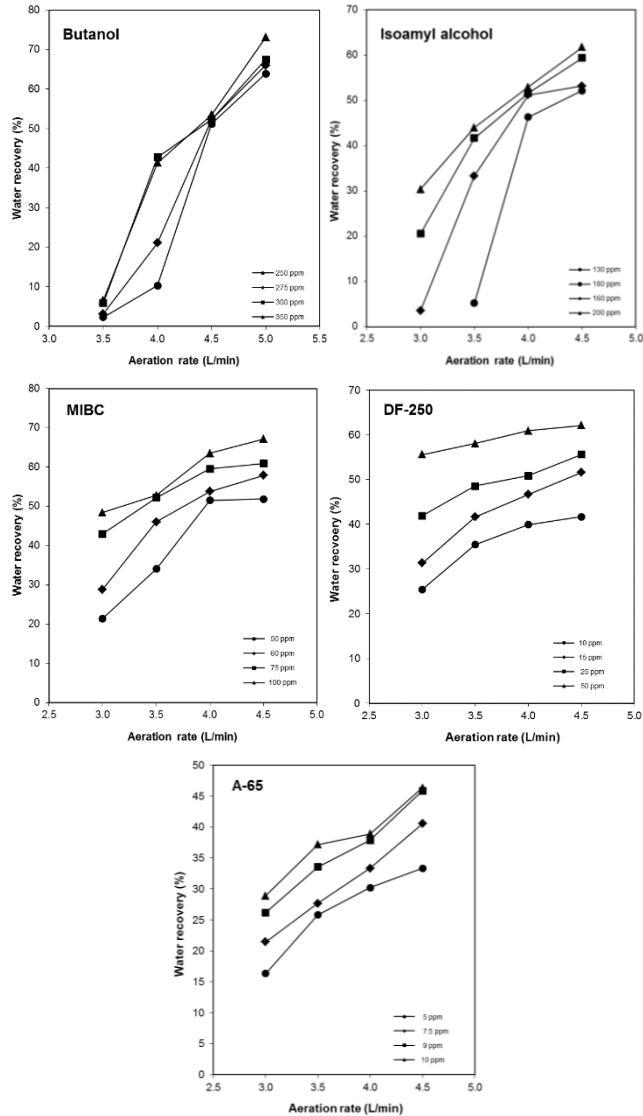 Butanol
80
70
60
50
40
30
20
10
0
Water recovery (%)
250 ppm
275 ppm
300 ppm
350 ppm
3.0 3.5 4.0 4.5 5.0 5.5
Aeration rate (L/min)
Isoamyl alcohol
70
60
50
40
30
20
10
0
Water recovery (%)
130 ppm
180 ppm
160 ppm
200 ppm
2.5 3.0 3.5 4.0 4.5 5.0
Aeration rate (L/min)
MIBC
80
70
60
50
40
30
20
10
0
Water recovery (%)
50 ppm
60 ppm
75 ppm
100 ppm
2.5 3.0 3.5 4.0 4.5 5.0
Aeration rate (L/min)
DF-250
70
60
50
40
30
20
10
0
Water recvoery (%)
10 ppm
15 ppm
25 ppm
50 ppm
2.5 3.0 3.5 4.0 4.5 5.0
Aeration rate (L/min)
A-65
50
45
40
35
30
25
20
15
10
5
0
Water recovery (%)
5 ppm
7.5 ppm
9 ppm
10 ppm
2.5 3.0 3.5 4.0 4.5 5.0
Aeration rate (L/min)